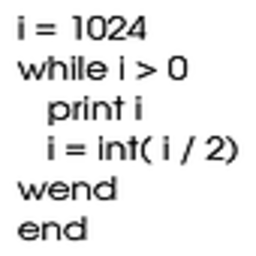 i = 1024
while i > 0
   print i
   i = int( i / 2)
wend
end